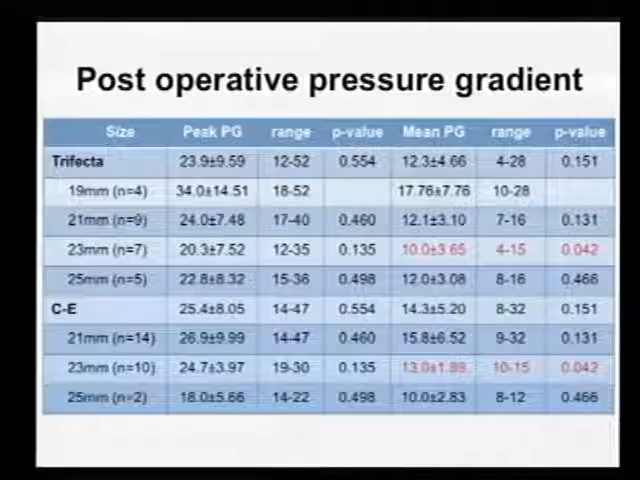 Post operative pressure gradient
Size Peak PG range p-value Mean PG range p-value
Trifecta 23.9±9.59 12-52 0.554 12.3±4.66 4-28 0.151
19mm (n=4) 34.0±14.51 18-52 17.76±7.76 10-28
21mm (n=9) 24.0±7.48 17-40 0.460 12.1±3.10 7-16 0.131
23mm (n=7) 20.3±7.52 12-35 0.135 10.0±3.65 4-15 0.042
25mm (n=5) 22.8±8.32 15-36 0.498 12.0±3.08 8-16 0.466
C-E 25.4±8.05 14-47 0.554 14.3±5.20 8-32 0.151
21mm (n=14) 26.9±9.99 14-47 0.460 15.8±6.52 9-32 0.131
23mm (n=10) 24.7±3.97 19-30 0.135 10-15 0.042
25mm (n=2) 18.0±5.66 14-22 0.498 10.0±2.83 8-12 0.466